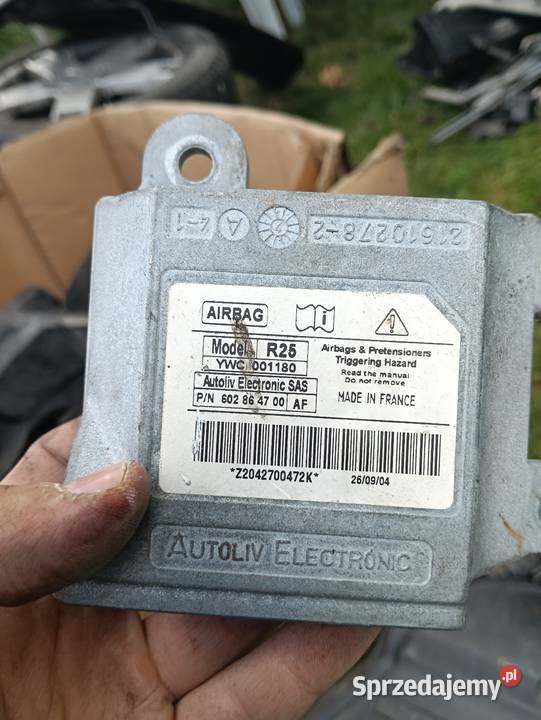 4-1 A 21510278-2
AIRBAG
Model R25
YWC 001180
Autoliv Electronic SAS
P/N 602 86 47 00 AF
Airbags & Pretensioners
Triggering Hazard
Read the manual
Do not remove
MADE IN FRANCE
*Z2042700472K*
26/09/04
AUTOLIV ELECTRONIC
Sprzedajemy.pl